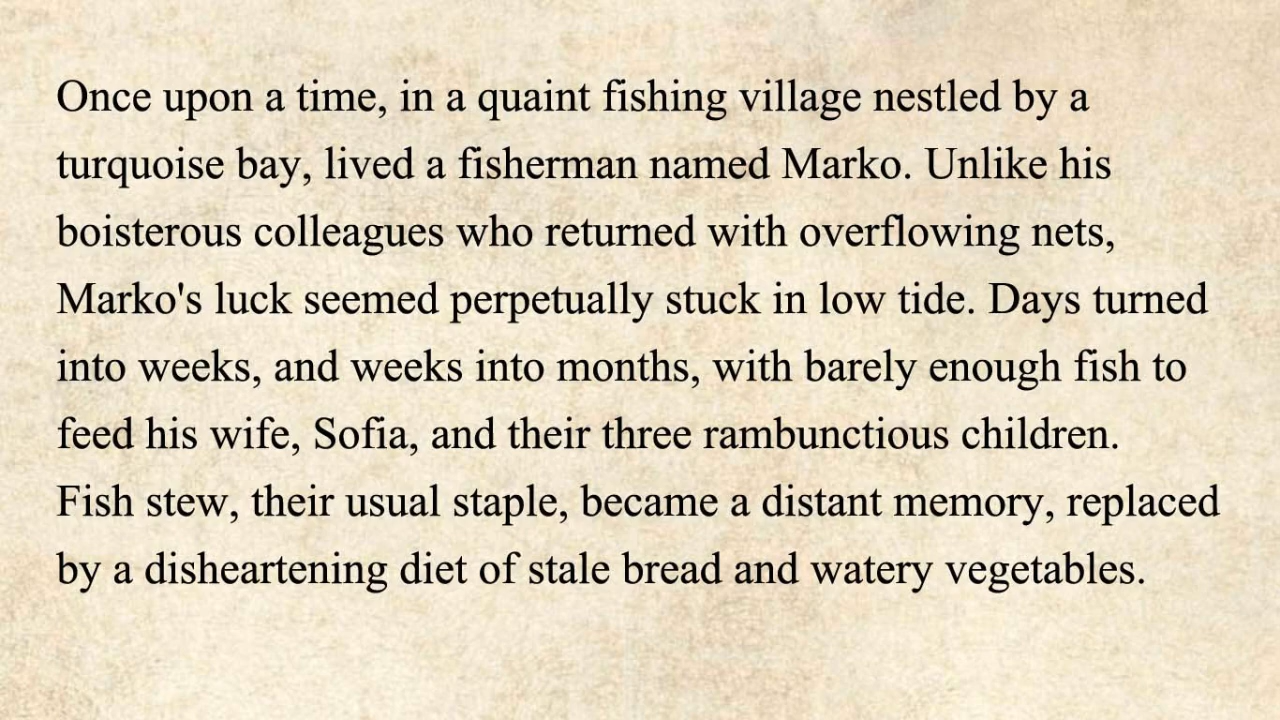 Once upon a time, in a quaint fishing village nestled by a
turquoise bay, lived a fisherman named Marko. Unlike his
boisterous colleagues who returned with overflowing nets,
Marko's luck seemed perpetually stuck in low tide. Days turned
into weeks, and weeks into months, with barely enough fish to
feed his wife, Sofia, and their three rambunctious children.
Fish stew, their usual staple, became a distant memory, replaced
by a disheartening diet of stale bread and watery vegetables.